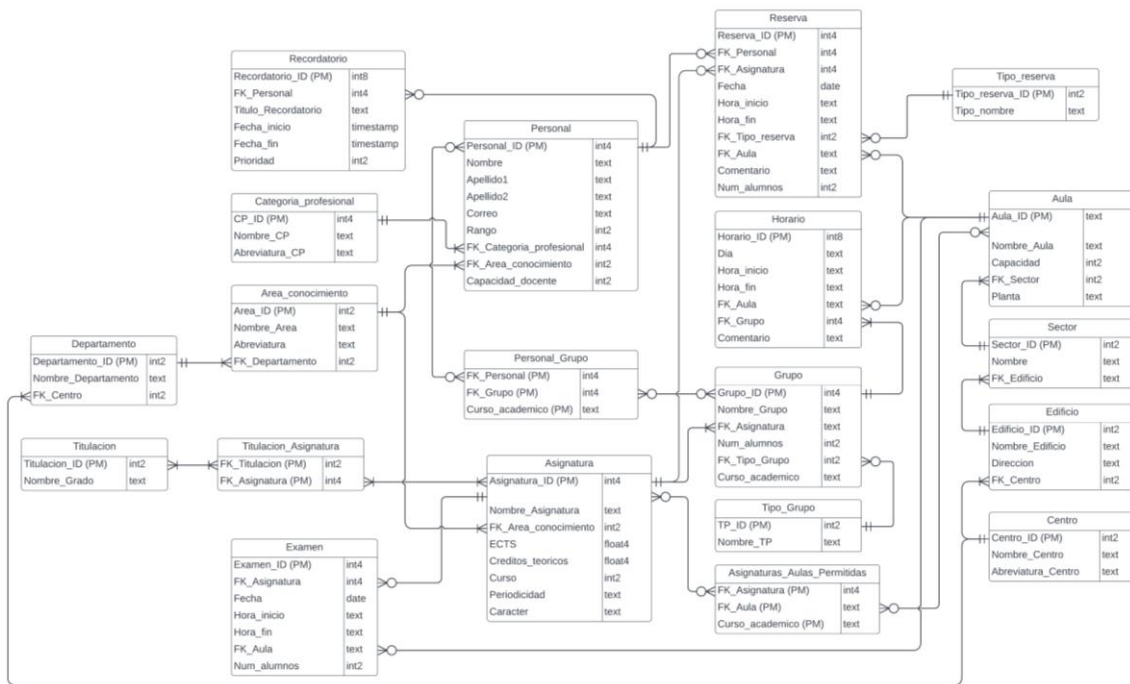 Recordatorio
Recordatorio_ID (PM) int8
FK_Personal int4
Titulo_Recordatorio text
Fecha_inicio timestamp
Fecha_fin timestamp
Prioridad int2
Categoria_profesional
CP_ID (PM) int4
Nombre_CP text
Abreviatura_CP text
Area_conocimiento
Area_ID (PM) int2
Nombre_Area text
Abreviatura text
FK_Departamento int2
Departamento
Departamento_ID (PM) int2
Nombre_Departamento text
FK_Centro int2
Titulacion
Titulacion_ID (PM) int2
Nombre_Grado text
Titulacion_Asignatura
FK_Titulacion (PM) int2
FK_Asignatura (PM) int4
Examen
Examen_ID (PM) int4
FK_Asignatura int4
Fecha date
Hora_inicio text
Hora_fin text
FK_Aula text
Num_alumnos int2
Personal
Personal_ID (PM) int4
Nombre text
Apellido1 text
Apellido2 text
Correo text
Rango int2
FK_Categoria_profesional int4
FK_Area_conocimiento int2
Capacidad_docente int2
Personal_Grupo
FK_Personal (PM) int4
FK_Grupo (PM) int4
Curso_academico (PM) text
Asignatura
Asignatura_ID (PM) int4
Nombre_Asignatura text
FK_Area_conocimiento int2
ECTS float4
Creditos_teoricos float4
Curso int2
Periodicidad text
Caracter text
Reserva
Reserva_ID (PM) int4
FK_Personal int4
FK_Asignatura int4
Fecha date
Hora_inicio text
Hora_fin text
FK_Tipo_reserva int2
FK_Aula text
Comentario text
Num_alumnos int2
Horario
Horario_ID (PM) int8
Dia text
Hora_inicio text
Hora_fin text
FK_Aula text
FK_Grupo int4
Comentario text
Grupo
Grupo_ID (PM) int4
Nombre_Grupo text
FK_Asignatura text
Num_alumnos int2
FK_Tipo_Grupo int2
Curso_academico text
Tipo_Grupo
TP_ID (PM) int2
Nombre_TP text
Asignaturas_Aulas_Permitidas
FK_Asignatura (PM) int4
FK_Aula (PM) text
Curso_academico (PM) text
Tipo_reserva
Tipo_reserva_ID (PM) int2
Tipo_nombre text
Aula
Aula_ID (PM) text
Nombre_Aula text
Capacidad int2
FK_Sector int2
Planta text
Sector
Sector_ID (PM) int2
Nombre text
FK_Edificio int2
Edificio
Edificio_ID (PM) int2
Nombre_Edificio text
Direccion text
FK_Centro int2
Centro
Centro_ID (PM) int2
Nombre_Centro text
Abreviatura_Centro text